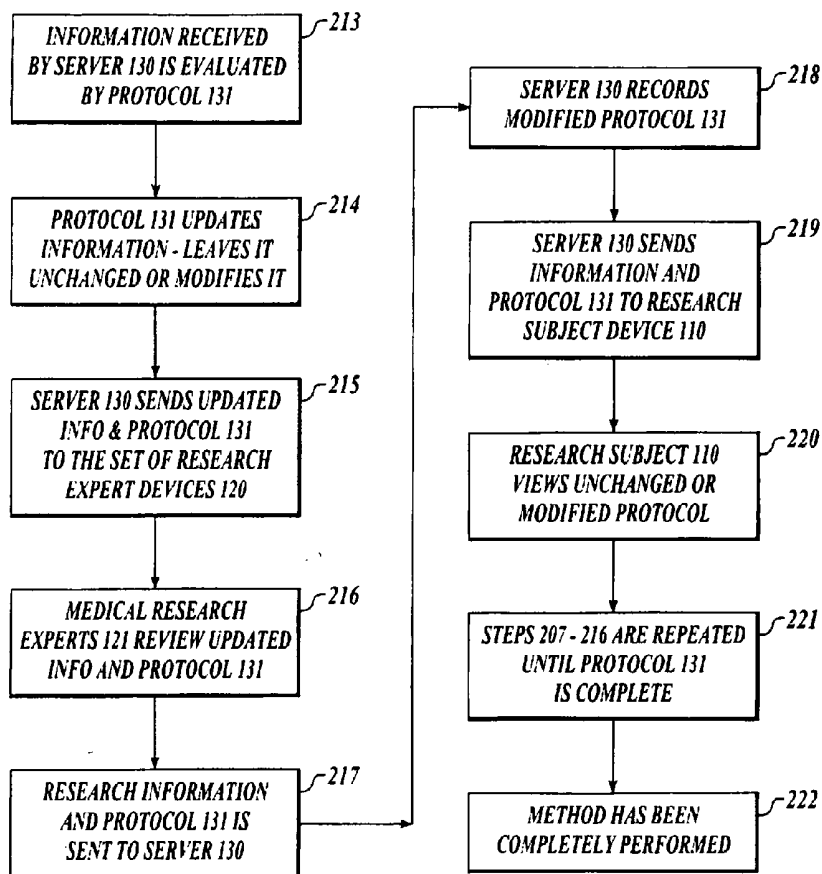 213
INFORMATION RECEIVED
BY SERVER 130 IS EVALUATED
BY PROTOCOL 131
214
PROTOCOL 131 UPDATES
INFORMATION - LEAVES IT
UNCHANGED OR MODIFIES IT
215
SERVER 130 SENDS UPDATED
INFO & PROTOCOL 131
TO THE SET OF RESEARCH
EXPERT DEVICES 120
216
MEDICAL RESEARCH
EXPERTS 121 REVIEW UPDATED
INFO AND PROTOCOL 131
217
RESEARCH INFORMATION
AND PROTOCOL 131 IS
SENT TO SERVER 130
218
SERVER 130 RECORDS
MODIFIED PROTOCOL 131
219
SERVER 130 SENDS
INFORMATION AND
PROTOCOL 131 TO RESEARCH
SUBJECT DEVICE 110
220
RESEARCH SUBJECT 110
VIEWS UNCHANGED OR
MODIFIED PROTOCOL
221
STEPS 207 - 216 ARE REPEATED
UNTIL PROTOCOL 131
IS COMPLETE
222
METHOD HAS BEEN
COMPLETELY PERFORMED